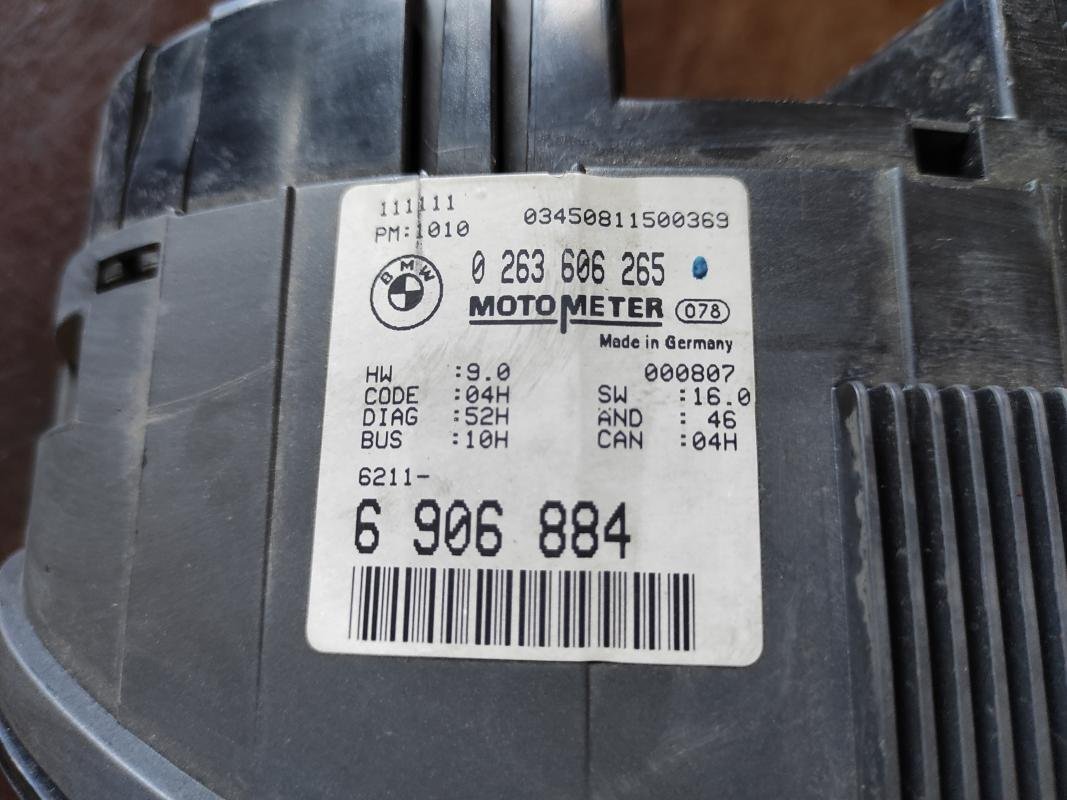 111111
03450811500369
PM:1010
BMW
0 263 606 265
MOTOMETER 078
Made in Germany
HW :9.0 000807
CODE :04H SW :16.0
DIAG :52H AND : 46
BUS :10H CAN :04H
6211-
6 906 884